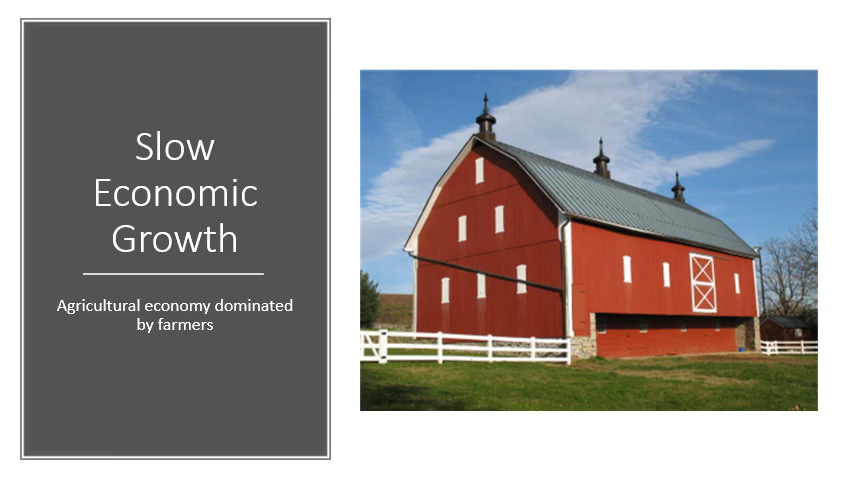 Slow
Economic
Growth
Agricultural economy dominated
by farmers